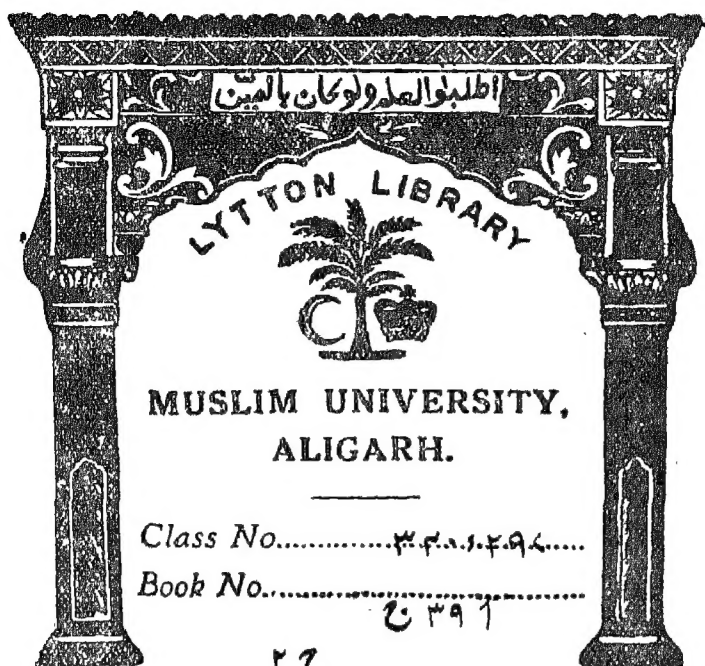 اطلبوا العلم ولو كان بالصين
LYTTON LIBRARY
MUSLIM UNIVERSITY,
ALIGARH.
Class No.
Book No.